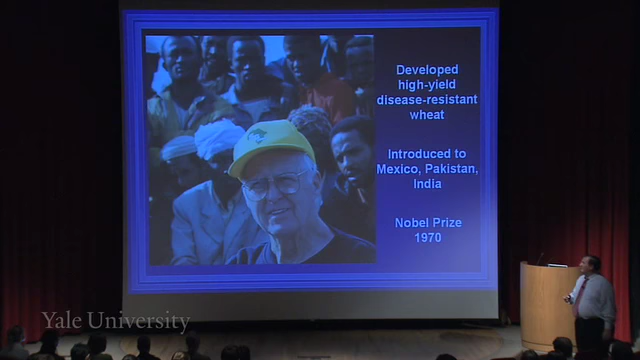 Developed
high-yield
disease-resistant
wheat
Introduced to
Mexico, Pakistan,
India
Nobel Prize
1970
Yale University